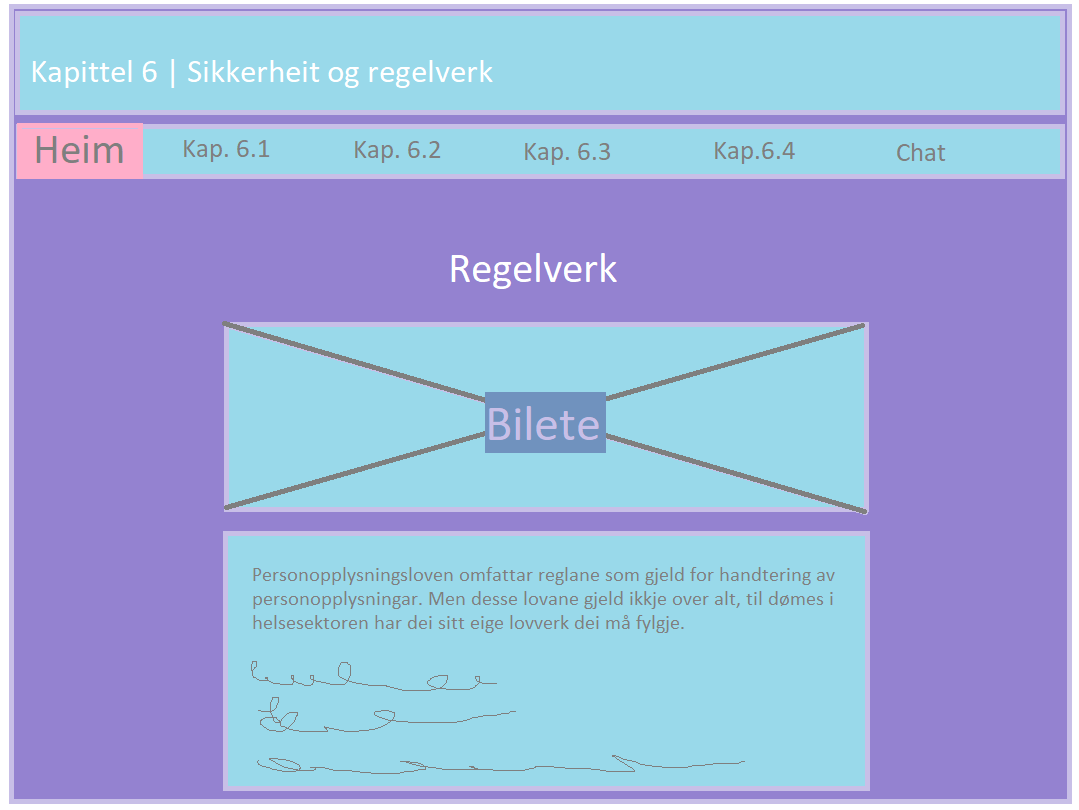 Kapittel 6 | Sikkerheit og regelverk
Heim Kap. 6.1 Kap. 6.2 Kap. 6.3 Kap.6.4 Chat
Regelverk
Bilete
Personopplysningsloven omfattar reglane som gjeld for handtering av
personopplysningar. Men desse lovane gjeld ikkje over alt, til dømes i
helsesektoren har dei sitt eige lovverk dei må fylgje.